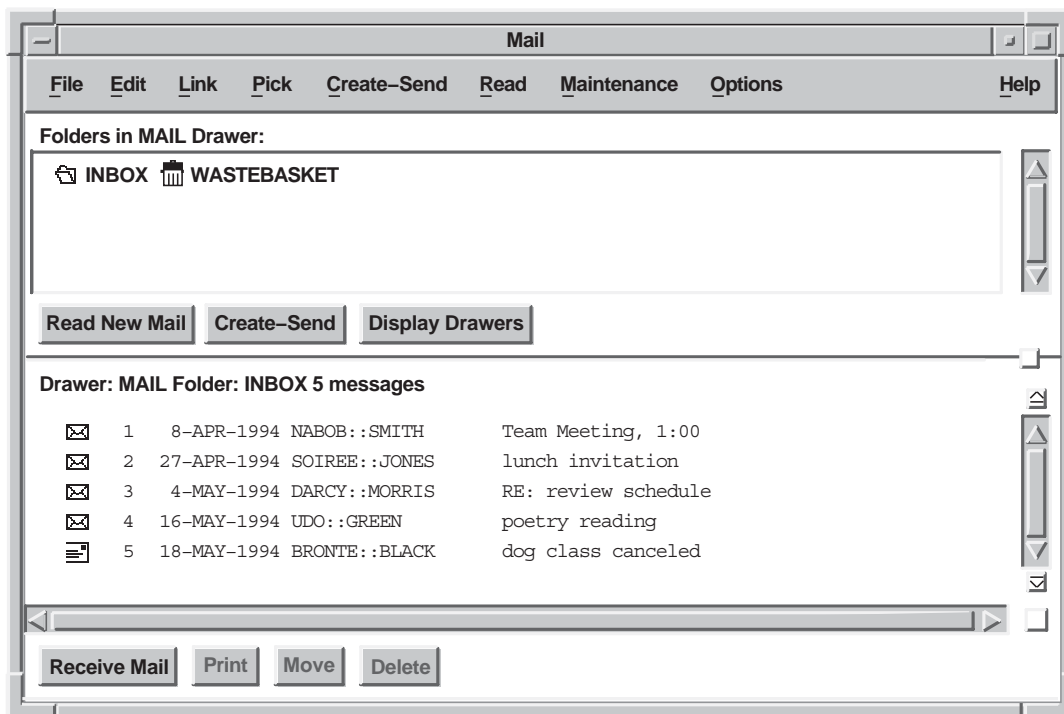 Mail
File Edit Link Pick Create–Send Read Maintenance Options Help
Folders in MAIL Drawer:
INBOX WASTEBASKET
Read New Mail Create–Send Display Drawers
Drawer: MAIL Folder: INBOX 5 messages
1 8–APR–1994 NABOB::SMITH Team Meeting, 1:00
2 27–APR–1994 SOIREE::JONES lunch invitation
3 4–MAY–1994 DARCY::MORRIS RE: review schedule
4 16–MAY–1994 UDO::GREEN poetry reading
5 18–MAY–1994 BRONTE::BLACK dog class canceled
Receive Mail Print Move Delete